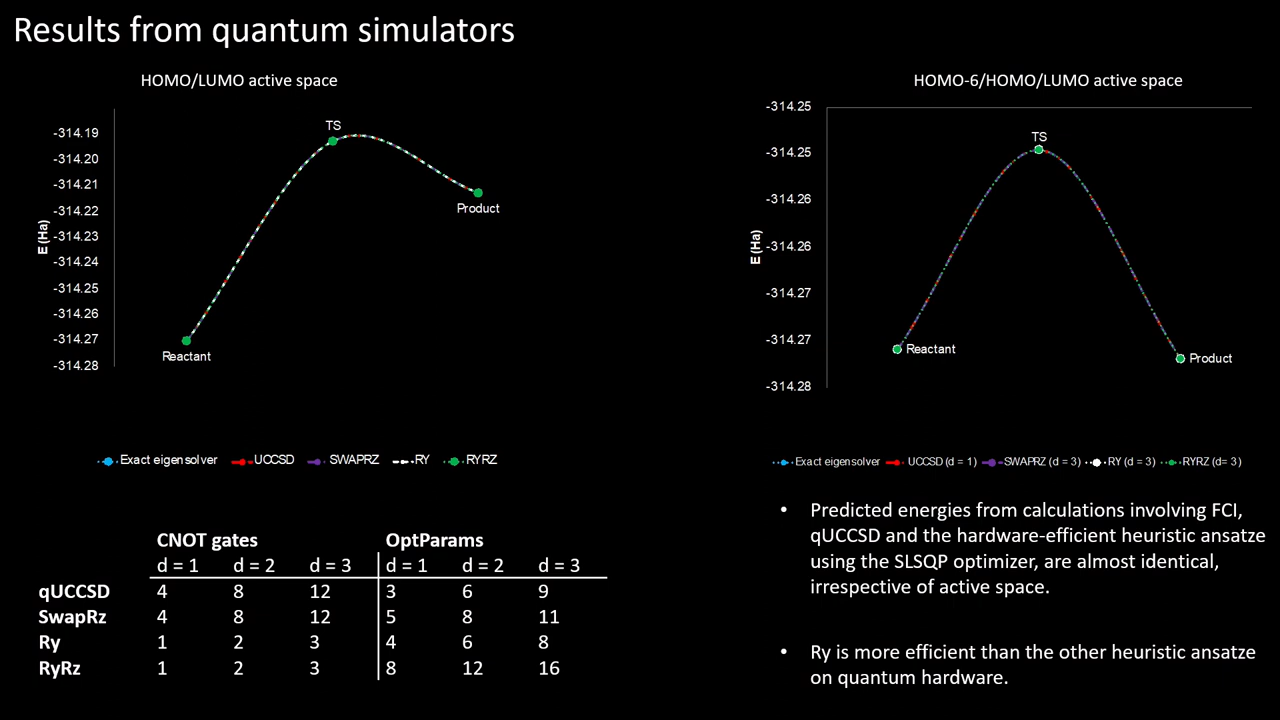 Results from quantum simulators
HOMO/LUMO active space
-314.19
-314.20
-314.21
-314.22
-314.23
-314.24
-314.25
-314.26
-314.27
-314.28
E (Ha)
TS
Product
Reactant
Exact eigensolver UCCSD SWAPRZ RY RYRZ
HOMO-6/HOMO/LUMO active space
-314.25
-314.25
-314.26
-314.26
-314.27
-314.27
-314.28
E (Ha)
TS
Reactant
Product
Exact eigensolver UCCSD (d = 1) SWAPRZ (d = 3) RY (d = 3) RYRZ (d= 3)
CNOT gates OptParams
d = 1 d = 2 d = 3 d = 1 d = 2 d = 3
qUCCSD 4 8 12 3 6 9
SwapRz 4 8 12 5 8 11
Ry 1 2 3 4 6 8
RyRz 1 2 3 8 12 16
• Predicted energies from calculations involving FCI,
qUCCSD and the hardware-efficient heuristic ansatze
using the SLSQP optimizer, are almost identical,
irrespective of active space.
• Ry is more efficient than the other heuristic ansatze
on quantum hardware.